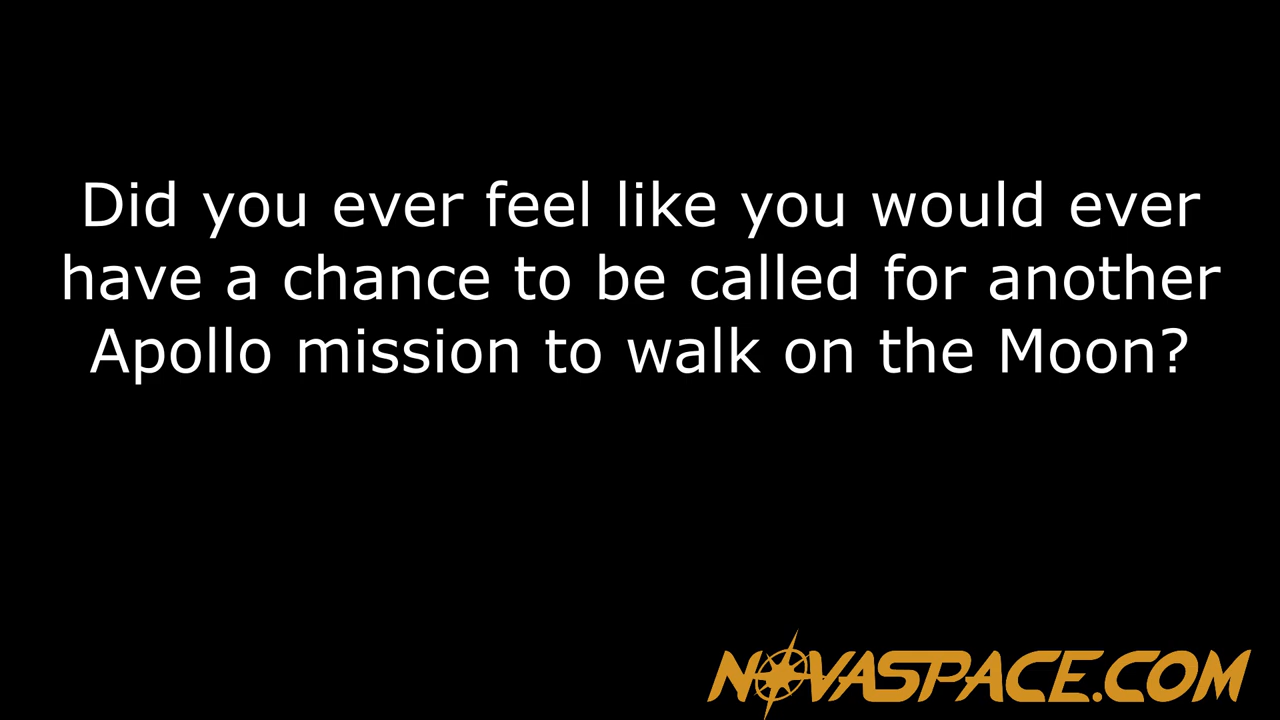 Did you ever feel like you would ever
have a chance to be called for another
Apollo mission to walk on the Moon?
NOVASPACE.COM